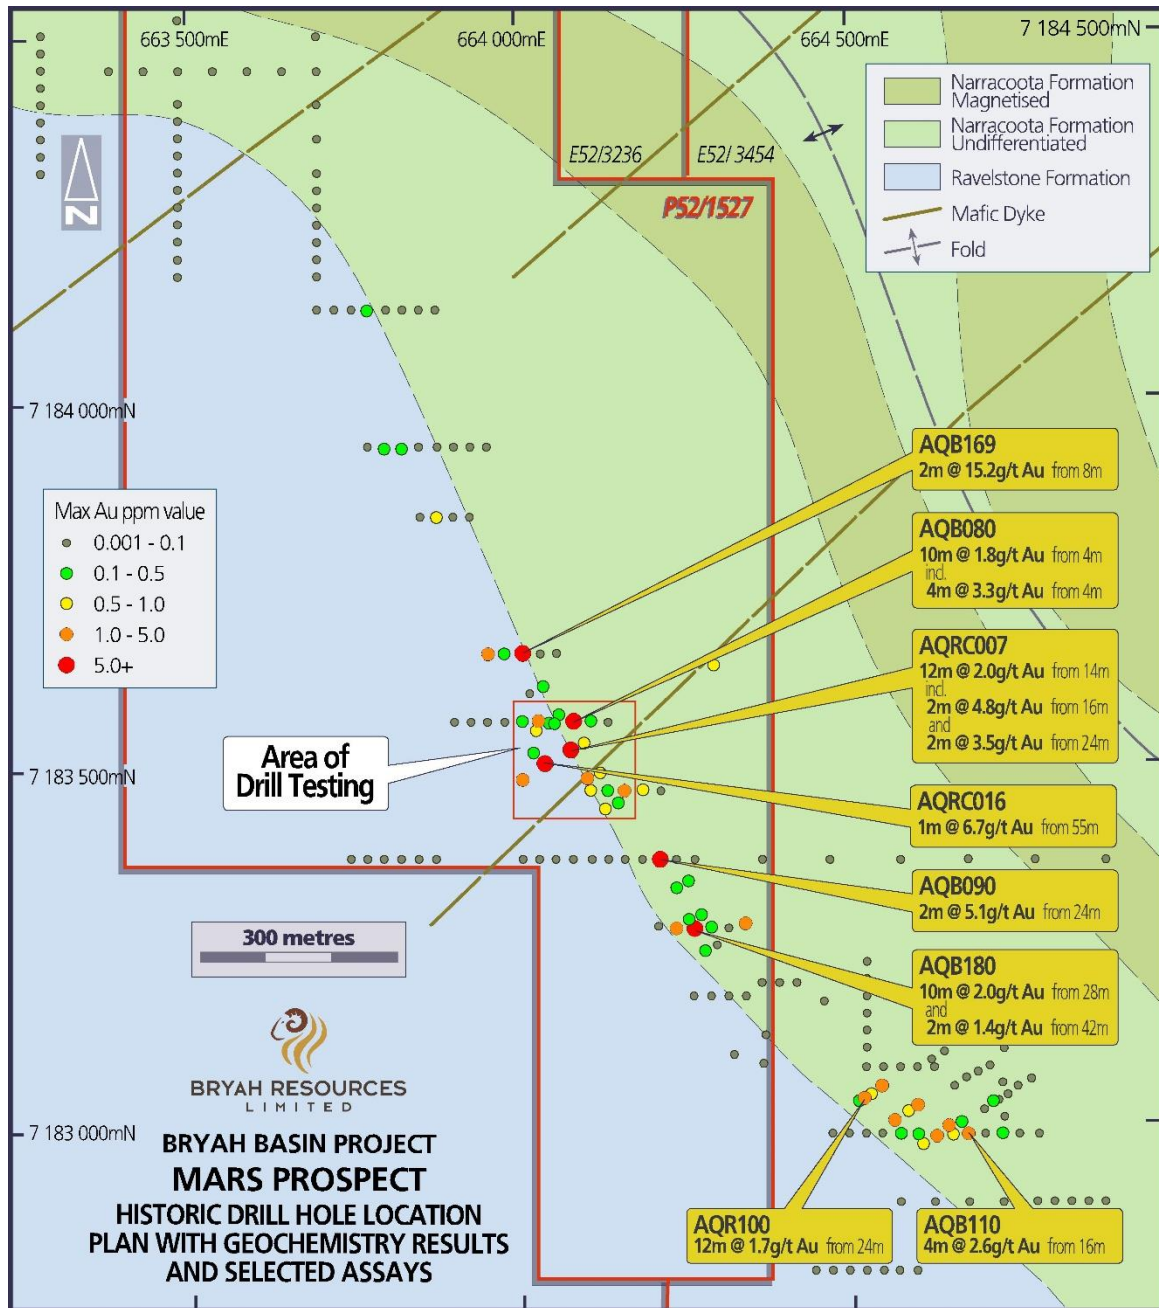 663 500mE
664 000mE
664 500mE
7 184 500mN
Narracoota Formation
Magnetised
Narracoota Formation
Undifferentiated
Ravelstone Formation
Mafic Dyke
Fold
N
E52/3236
E52/ 3454
P52/1527
7 184 000mN
AQB169
2m @ 15.2g/t Au from 8m
Max Au ppm value
0.001 - 0.1
0.1 - 0.5
0.5 - 1.0
1.0 - 5.0
5.0+
AQB080
10m @ 1.8g/t Au from 4m
incl.
4m @ 3.3g/t Au from 4m
AQRC007
12m @ 2.0g/t Au from 14m
incl.
2m @ 4.8g/t Au from 16m
and
2m @ 3.5g/t Au from 24m
Area of
Drill Testing
7 183 500mN
AQRC016
1m @ 6.7g/t Au from 55m
AQB090
2m @ 5.1g/t Au from 24m
300 metres
AQB180
10m @ 2.0g/t Au from 28m
and
2m @ 1.4g/t Au from 42m
BRYAH RESOURCES
LIMITED
7 183 000mN
BRYAH BASIN PROJECT
MARS PROSPECT
HISTORIC DRILL HOLE LOCATION
PLAN WITH GEOCHEMISTRY RESULTS
AND SELECTED ASSAYS
AQR100
12m @ 1.7g/t Au from 24m
AQB110
4m @ 2.6g/t Au from 16m